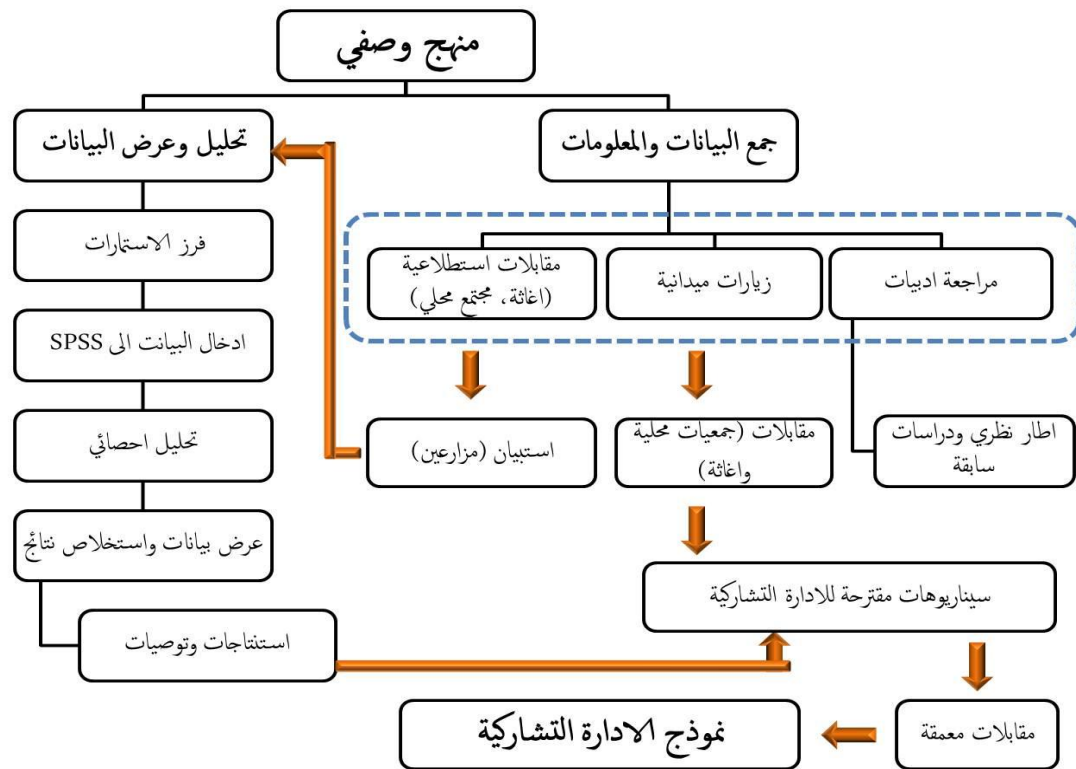 منهج وصفي
جمع البيانات والمعلومات
تحليل وعرض البيانات
مراجعة ادبيات
زيارات ميدانية
مقابلات استطلاعية
(اغاثة، مجتمع محلي)
فرز الاستمارات
ادخال البيانت الى SPSS
اطار نظري ودراسات
سابقة
مقابلات (جمعيات محلية
واغاثة)
استبيان (مزارعين)
تحليل احصائي
عرض بيانات واستخلاص نتائج
سيناريوهات مقترحة للادارة التشاركية
استنتاجات وتوصيات
مقابلات معمقة
نموذج الادارة التشاركية